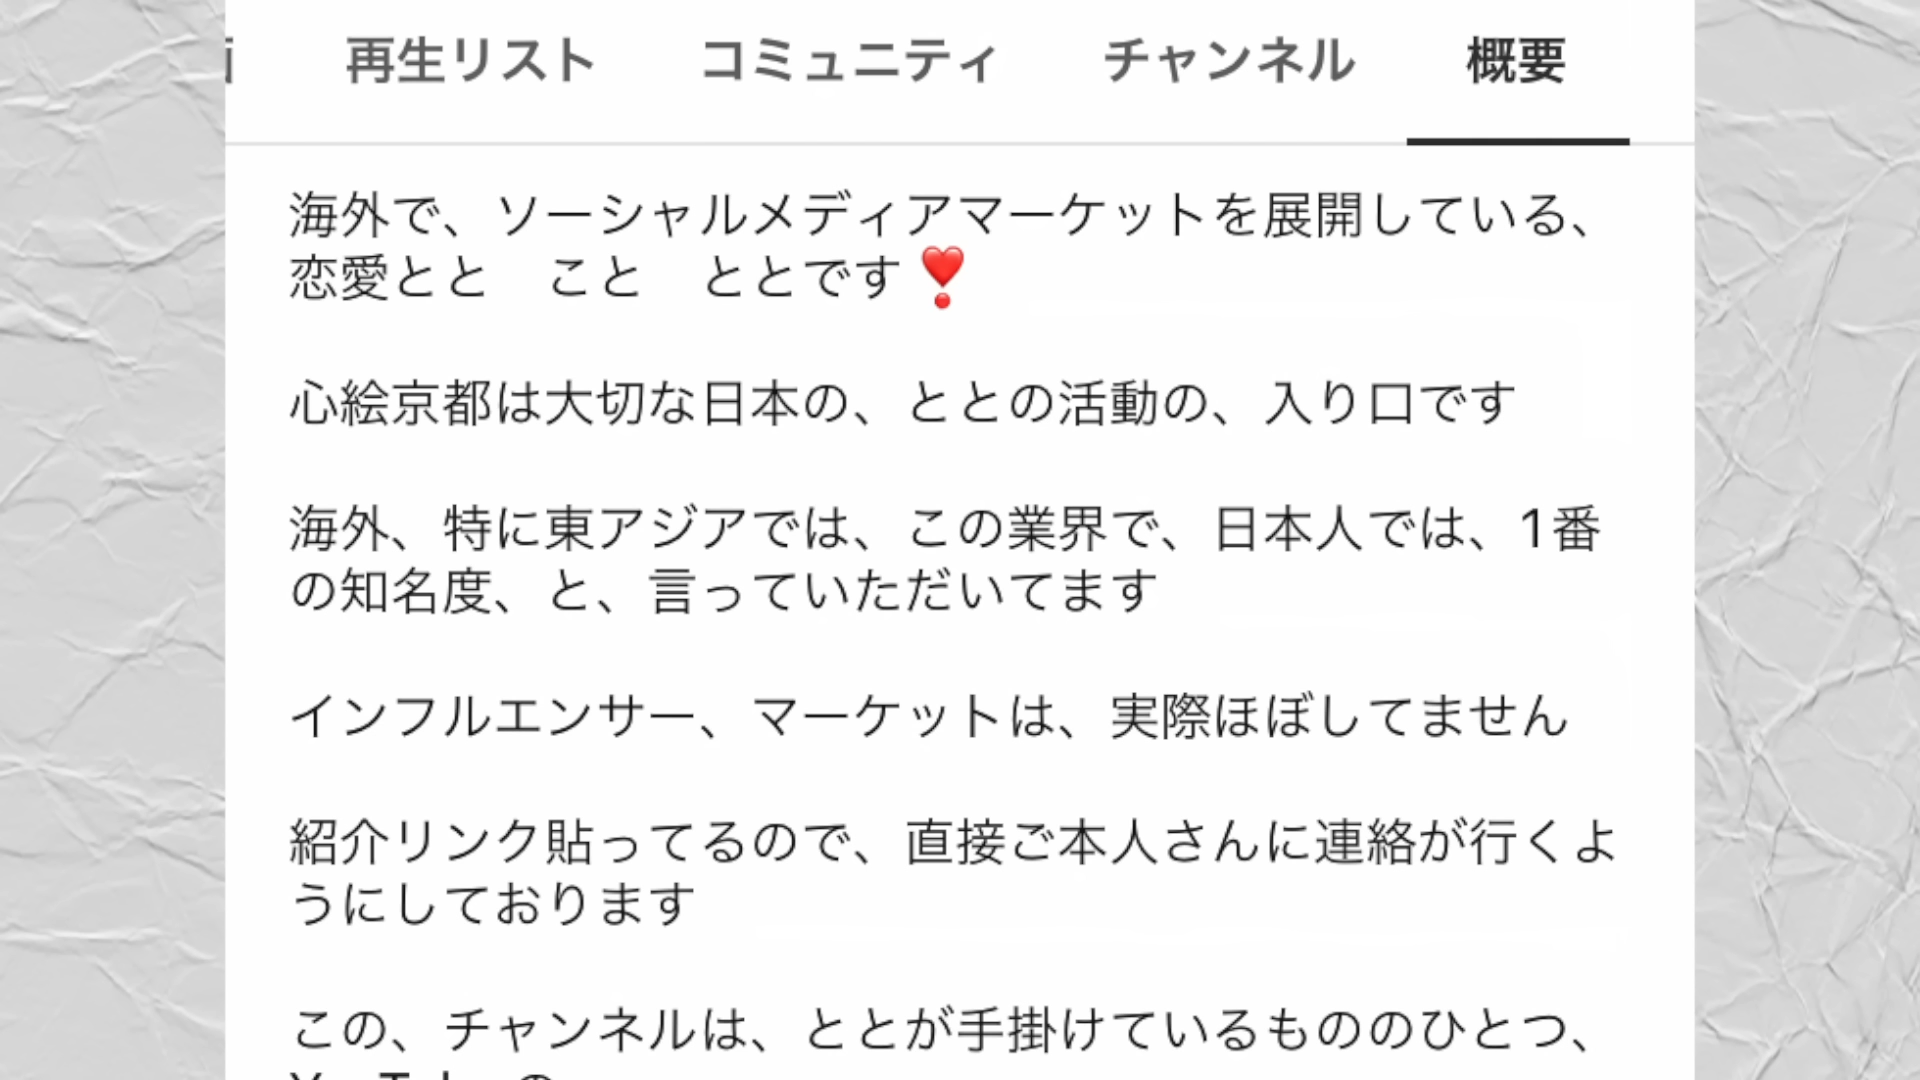 再生リスト コミュニティ チャンネル 概要
海外で、ソーシャルメディアマーケットを展開している、
恋愛とと　こと　ととです❣️
心絵京都は大切な日本の、ととの活動の、入り口です
海外、特に東アジアでは、この業界で、日本人では、1番
の知名度、と、言っていただいてます
インフルエンサー、マーケットは、実際ほぼしてません
紹介リンク貼ってるので、直接ご本人さんに連絡が行くよ
うにしております
この、チャンネルは、ととが手掛けているもののひとつ、